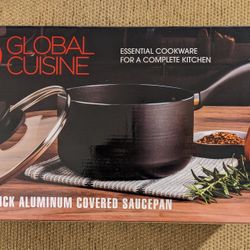 GLOBAL
CUISINE
ESSENTIAL COOKWARE
FOR A COMPLETE KITCHEN
ALUMINUM COVERED SAUCEPAN